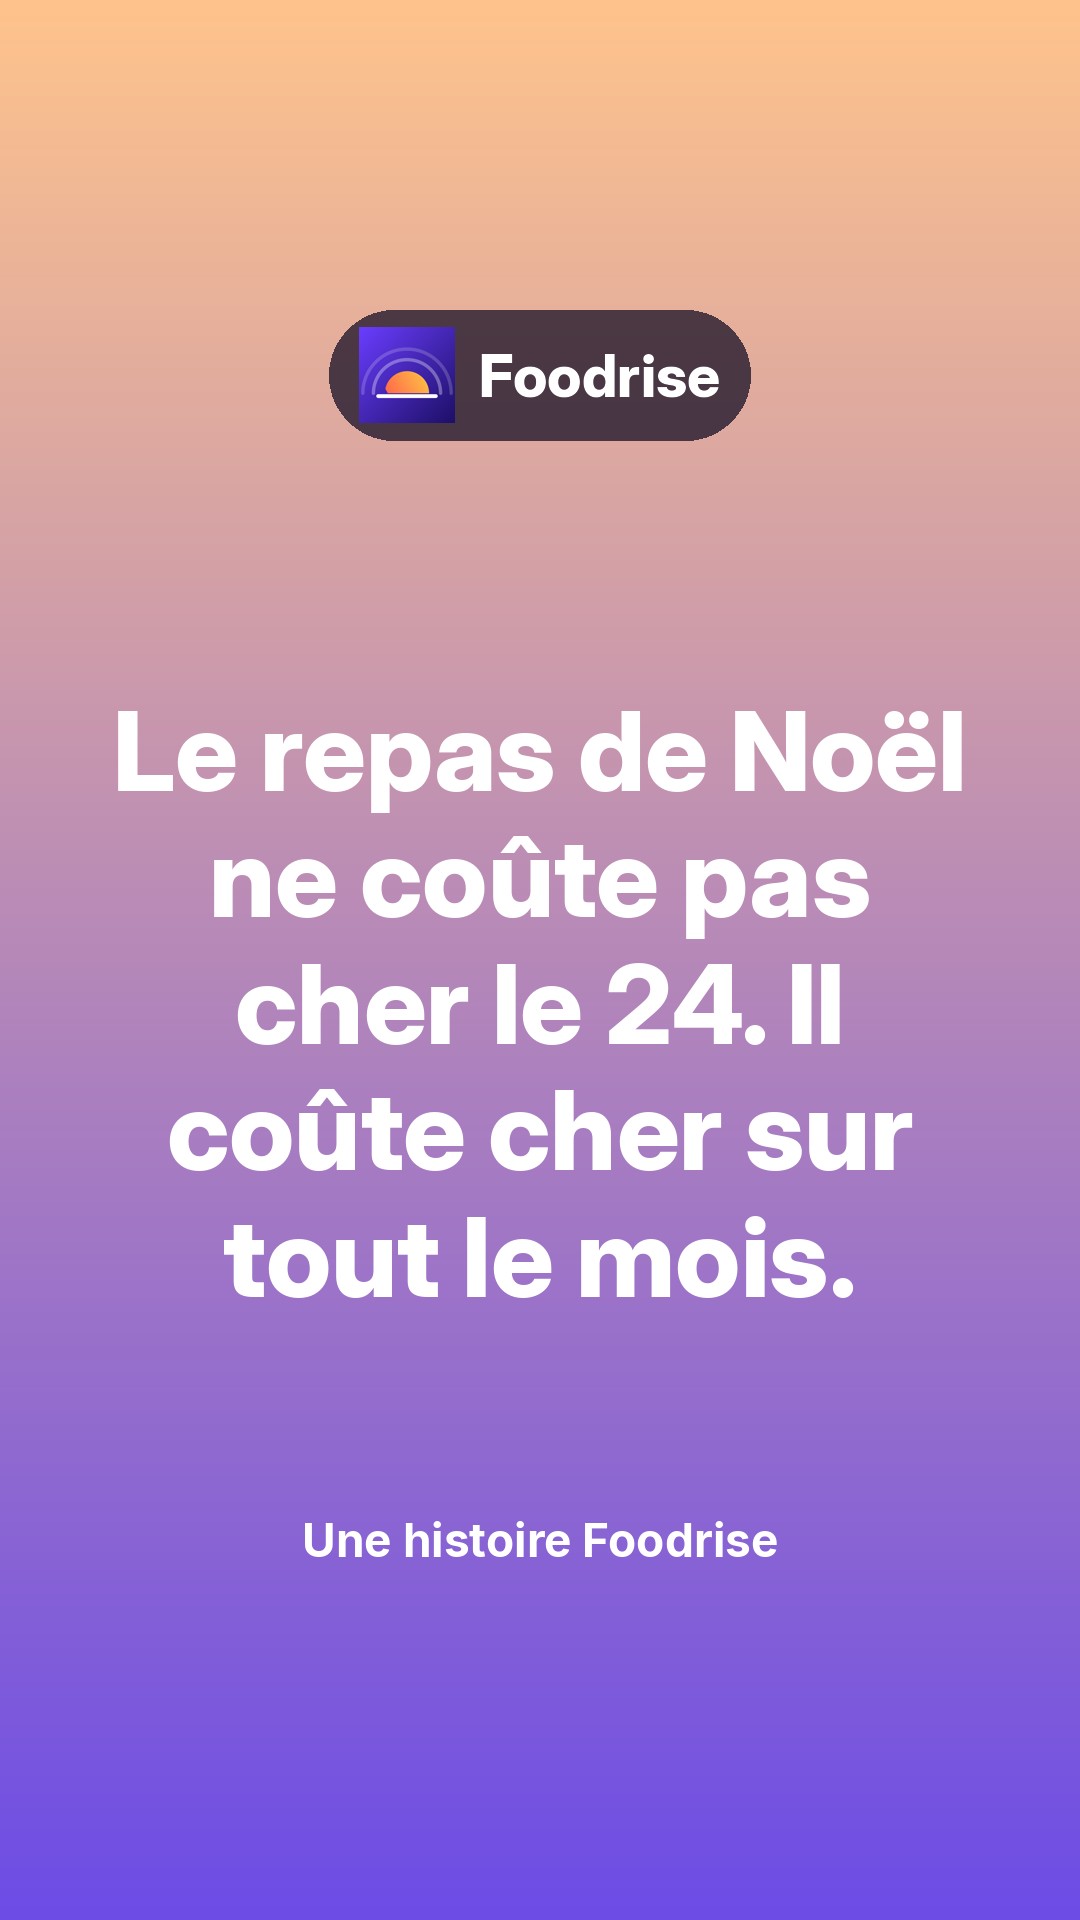 Foodrise
Le repas de Noël
ne coûte pas
cher le 24. Il
coûte cher sur
tout le mois.
Une histoire Foodrise